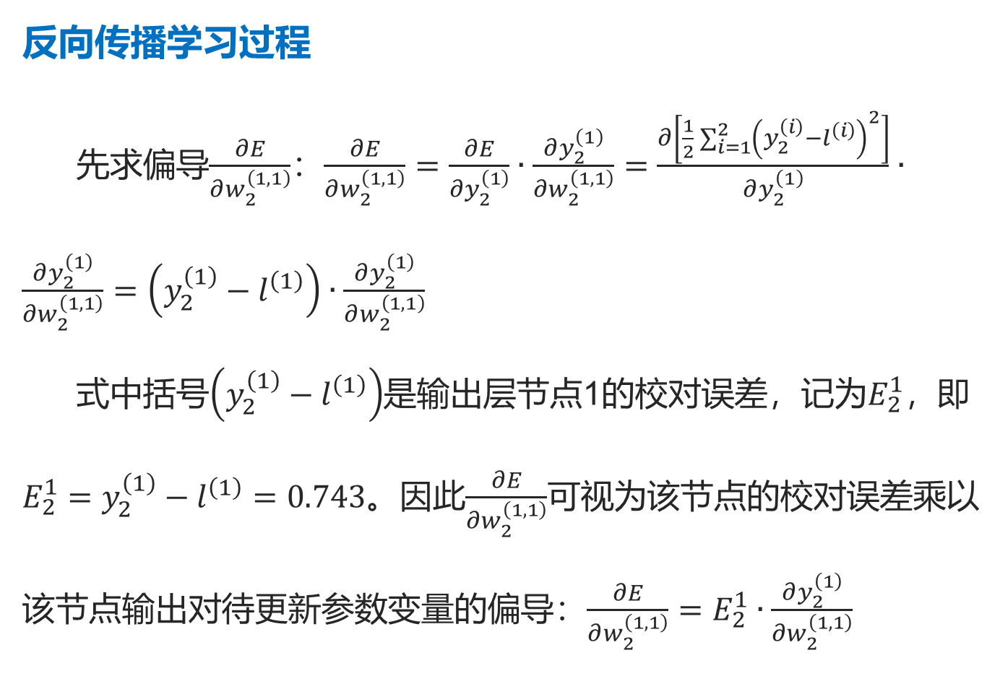 反向传播学习过程
先求偏导$\frac{\partial E}{\partial w_2^{(1,1)}}$：$\frac{\partial E}{\partial w_2^{(1,1)}} = \frac{\partial E}{\partial y_2^{(1)}} \cdot \frac{\partial y_2^{(1)}}{\partial w_2^{(1,1)}} = \frac{\partial \left[\frac{1}{2}\sum_{i=1}^{2}\left(y_2^{(i)} - l^{(i)}\right)^2\right]}{\partial y_2^{(1)}} \cdot$
$\frac{\partial y_2^{(1)}}{\partial w_2^{(1,1)}} = \left(y_2^{(1)} - l^{(1)}\right) \cdot \frac{\partial y_2^{(1)}}{\partial w_2^{(1,1)}}$
式中括号$\left(y_2^{(1)} - l^{(1)}\right)$是输出层节点1的校对误差，记为$E_2^1$，即
$E_2^1 = y_2^{(1)} - l^{(1)} = 0.743$。因此$\frac{\partial E}{\partial w_2^{(1,1)}}$可视为该节点的校对误差乘以
该节点输出对待更新参数变量的偏导：$\frac{\partial E}{\partial w_2^{(1,1)}} = E_2^1 \cdot \frac{\partial y_2^{(1)}}{\partial w_2^{(1,1)}}$